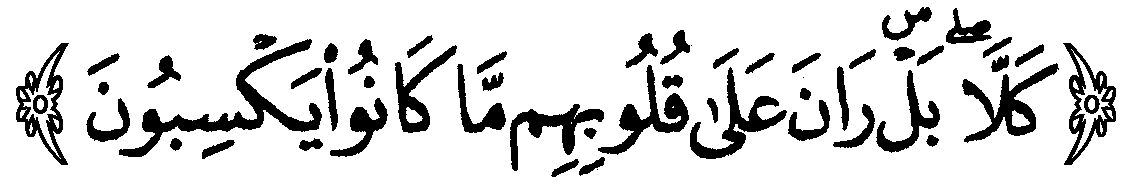 ﴿كَلَّاۖ بَلْۜ رَانَ عَلَىٰ قُلُوبِهِم مَّا كَانُوا۟ يَكْسِبُونَ﴾